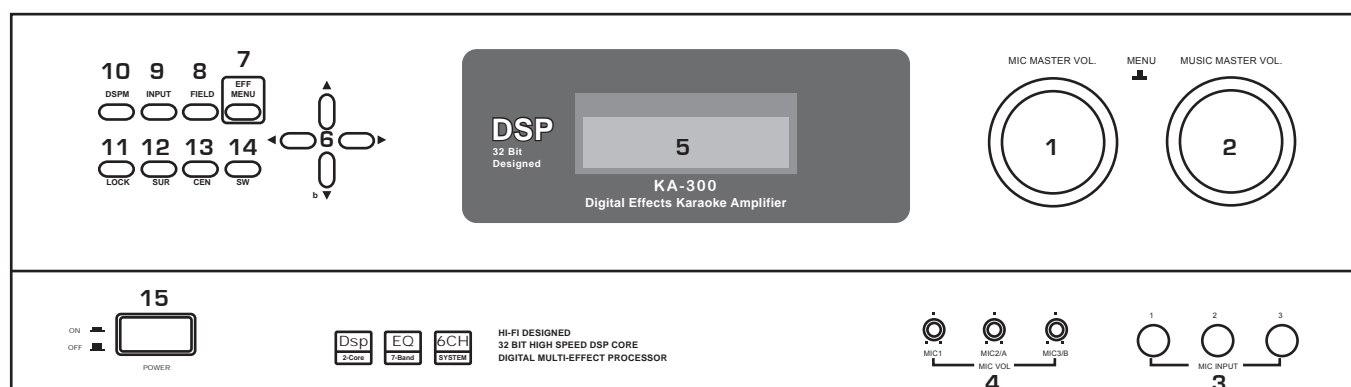 10 9 8 7
DSPM INPUT FIELD EFF MENU
11 12 13 14
LOCK SUR CEN SW
6
b
DSP
32 Bit
Designed
5
KA-300
Digital Effects Karaoke Amplifier
MIC MASTER VOL. MENU MUSIC MASTER VOL.
1 2
15
ON
OFF
POWER
Dsp
2-Core
EQ
7-Band
6CH
SYSTEM
HI-FI DESIGNED
32 BIT HIGH SPEED DSP CORE
DIGITAL MULTI-EFFECT PROCESSOR
MIC1 MIC2/A MIC3/B
MIC VOL
4
1 2 3
MIC INPUT
3